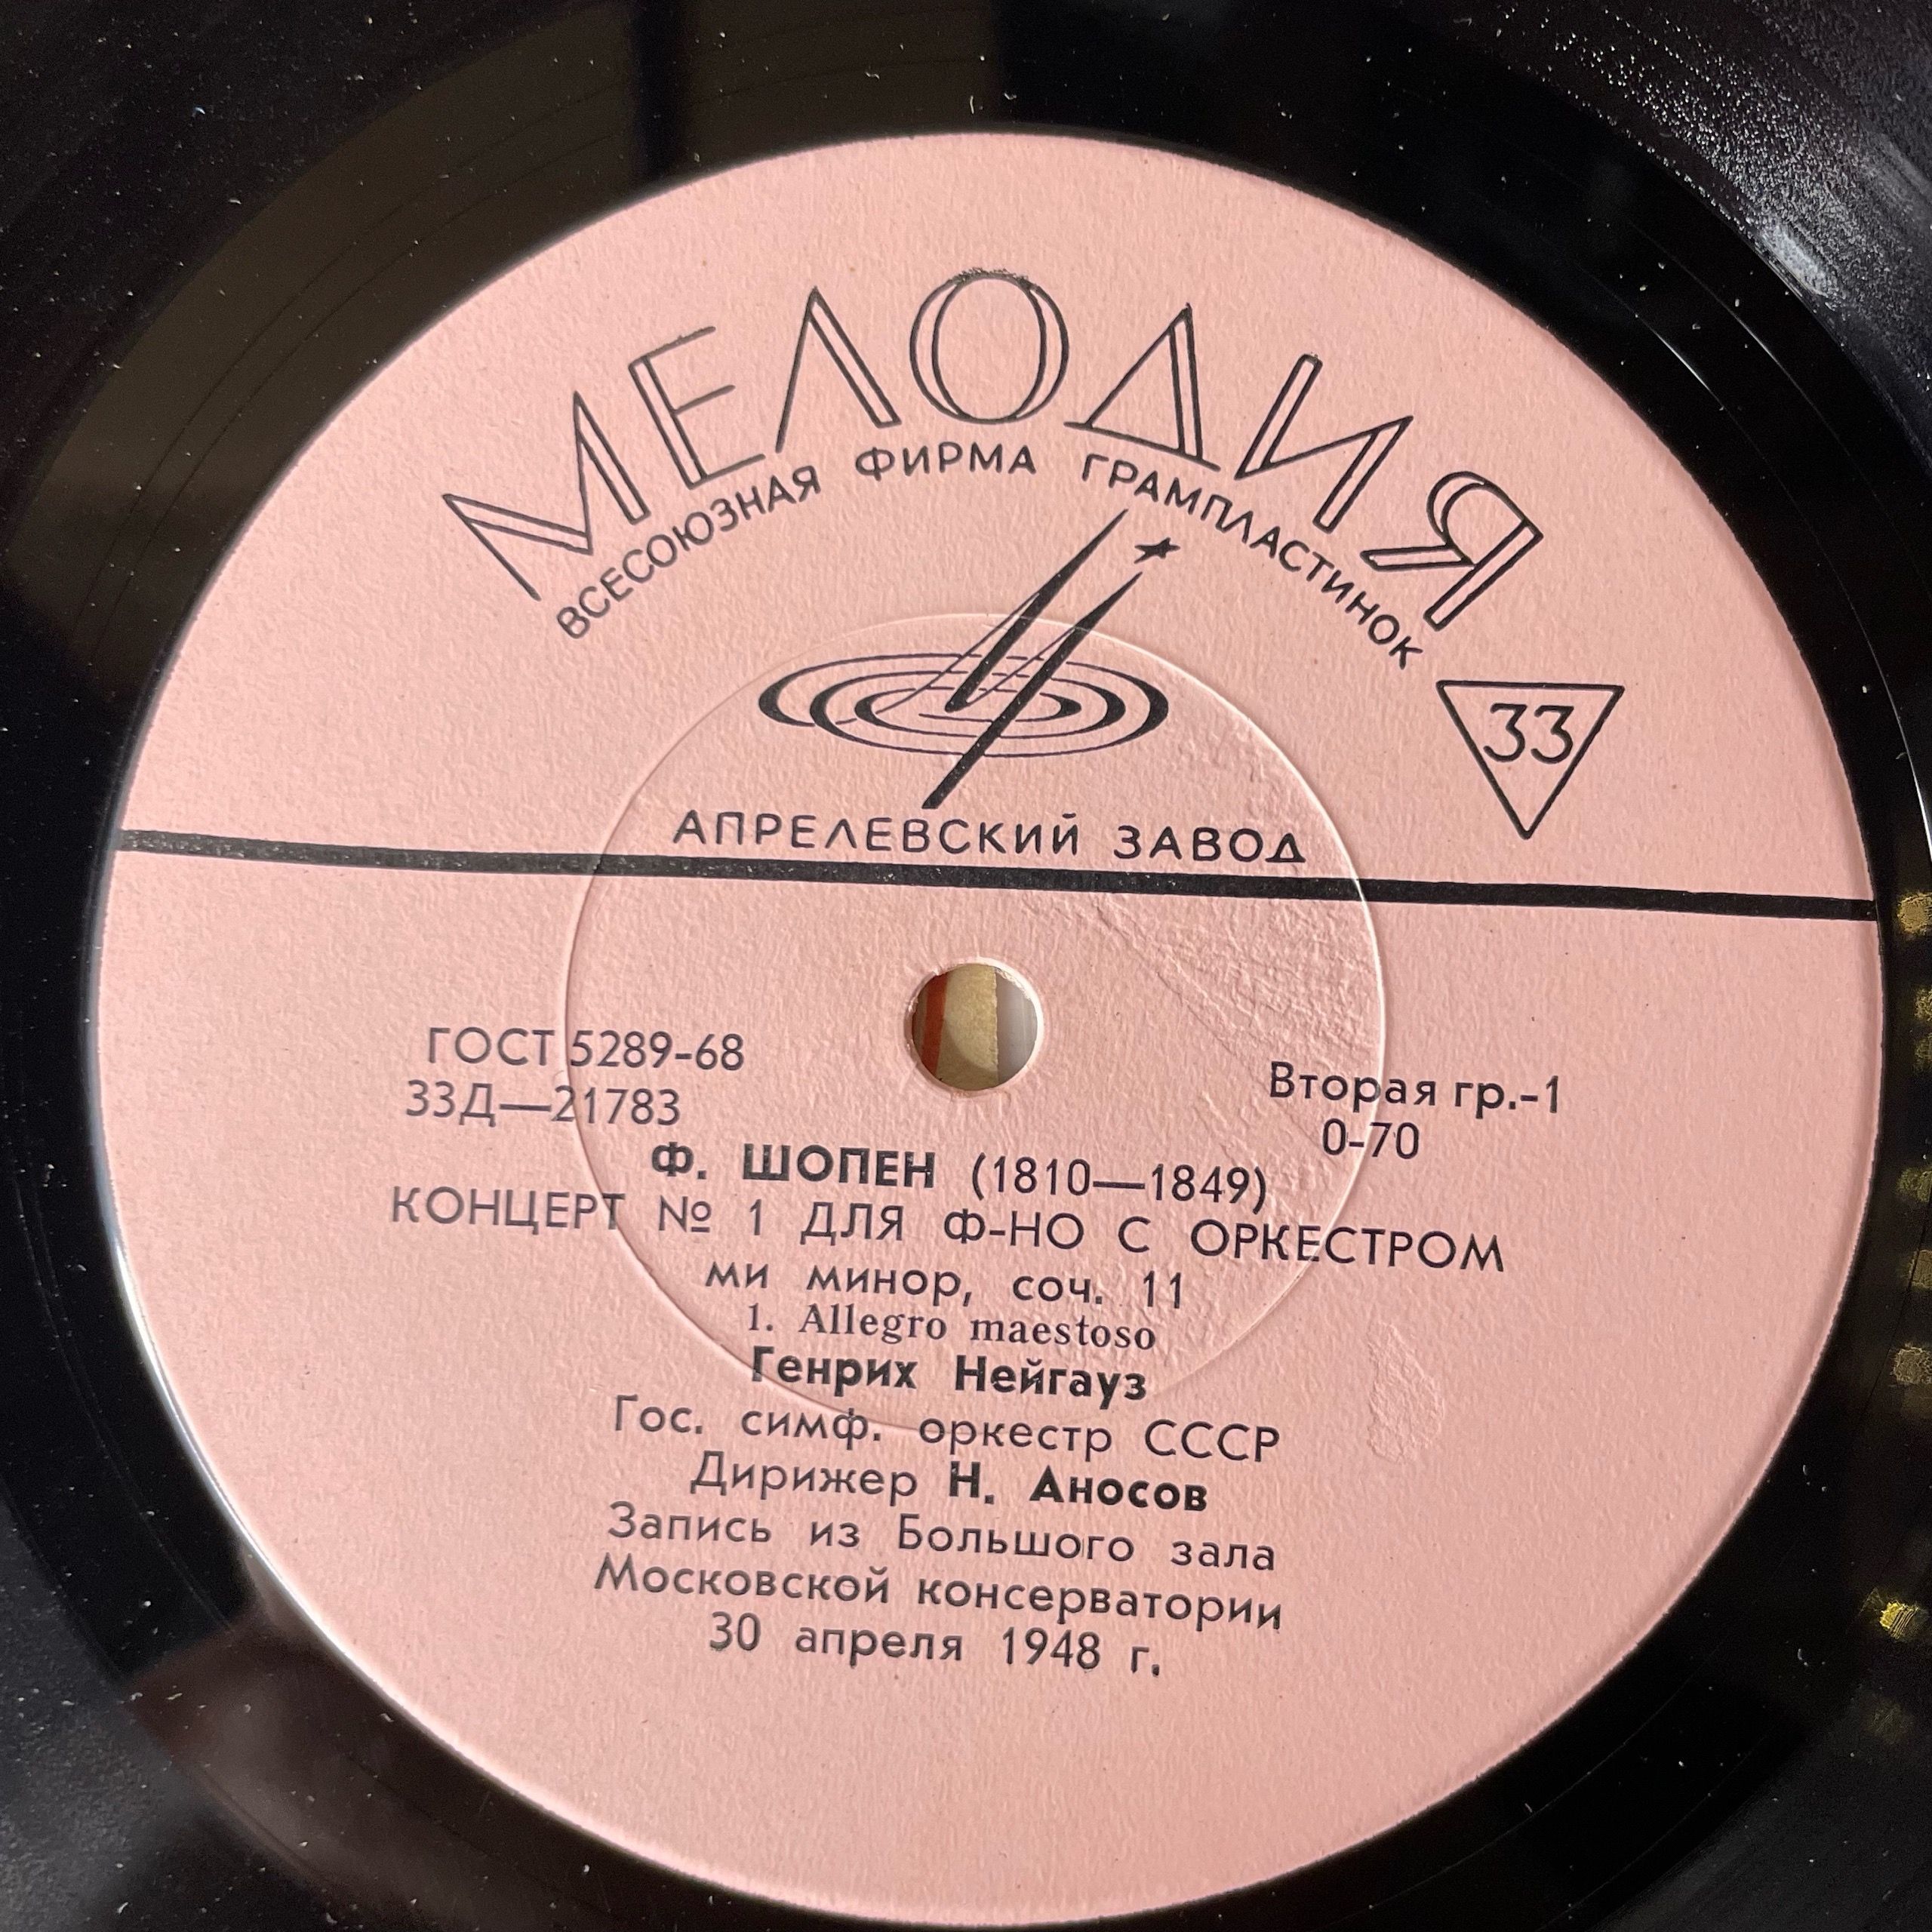 МЕЛОДИЯ
ВСЕСОЮЗНАЯ ФИРМА ГРАМПЛАСТИНОК
33
АПРЕЛЕВСКИЙ ЗАВОД
ГОСТ 5289-68
33Д—21783
Вторая гр.-1
0-70
Ф. ШОПЕН (1810—1849)
КОНЦЕРТ № 1 ДЛЯ Ф-НО С ОРКЕСТРОМ
ми минор, соч. 11
1. Allegro maestoso
Генрих Нейгауз
Гос. симф. оркестр СССР
Дирижер Н. Аносов
Запись из Большого зала
Московской консерватории
30 апреля 1948 г.